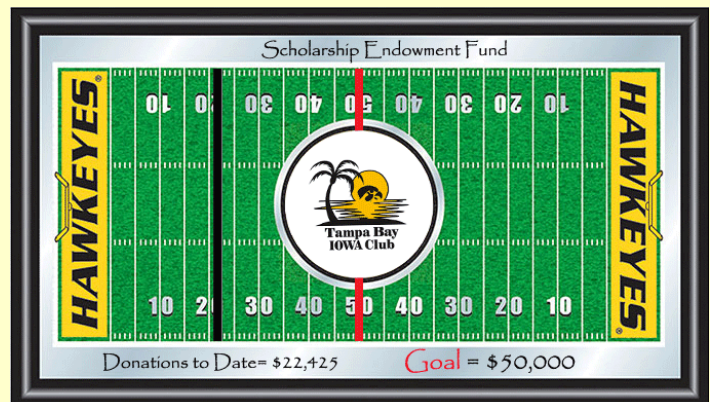 Scholarship Endowment Fund
10 20 30 40 50 40 30 20 10
HAWKEYES®
HAWKEYES®
Tampa Bay
IOWA Club
10 20 30 40 50 40 30 20 10
Donations to Date= $22,425
Goal = $50,000